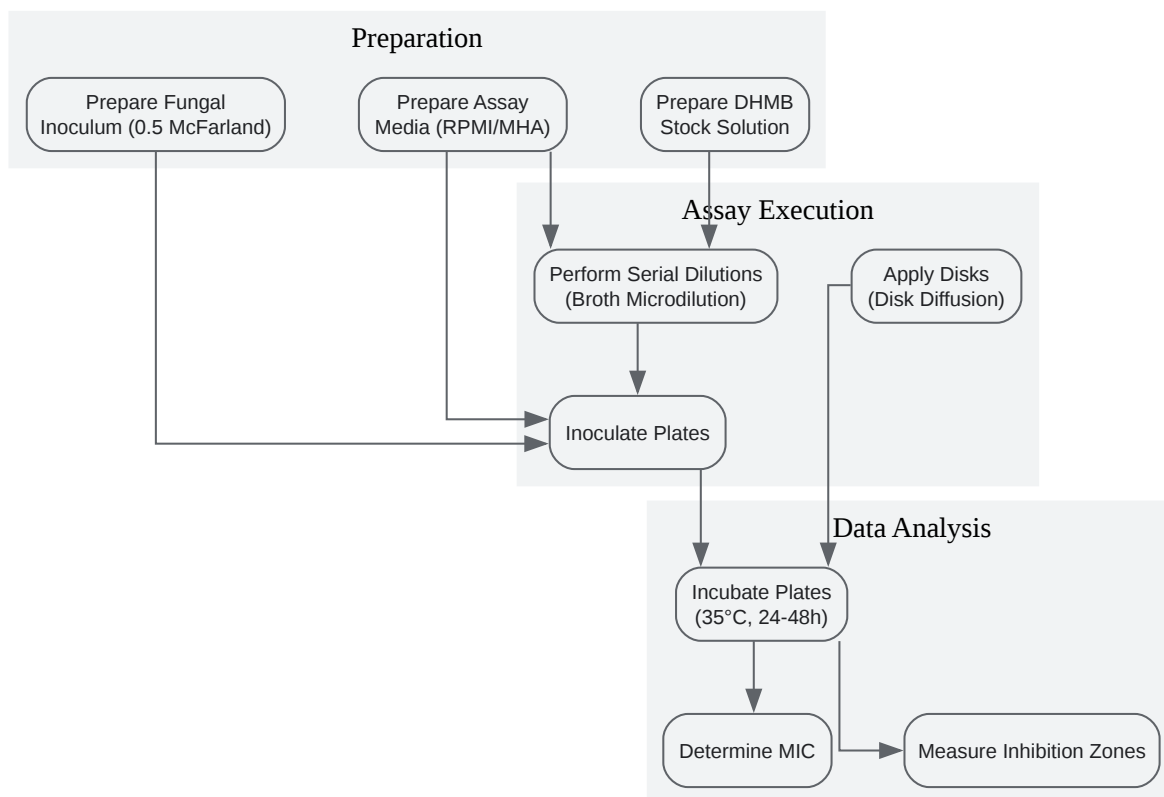 Preparation
Prepare Fungal
Inoculum (0.5 McFarland)
Prepare Assay
Media (RPMI/MHA)
Prepare DHMB
Stock Solution
Assay Execution
Perform Serial Dilutions
(Broth Microdilution)
Apply Disks
(Disk Diffusion)
Inoculate Plates
Data Analysis
Incubate Plates
(35°C, 24-48h)
Determine MIC
Measure Inhibition Zones